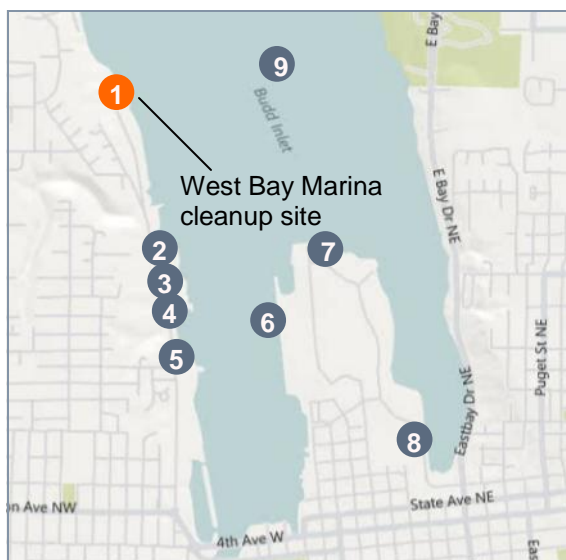 E Bay
9
1
Budd Inlet
West Bay Marina
cleanup site
E Bay Dr NE
2
7
3
4
6
5
Puget St NE
Eastbay Dr NE
8
State Ave NE
on Ave NW
4th Ave W
Eas